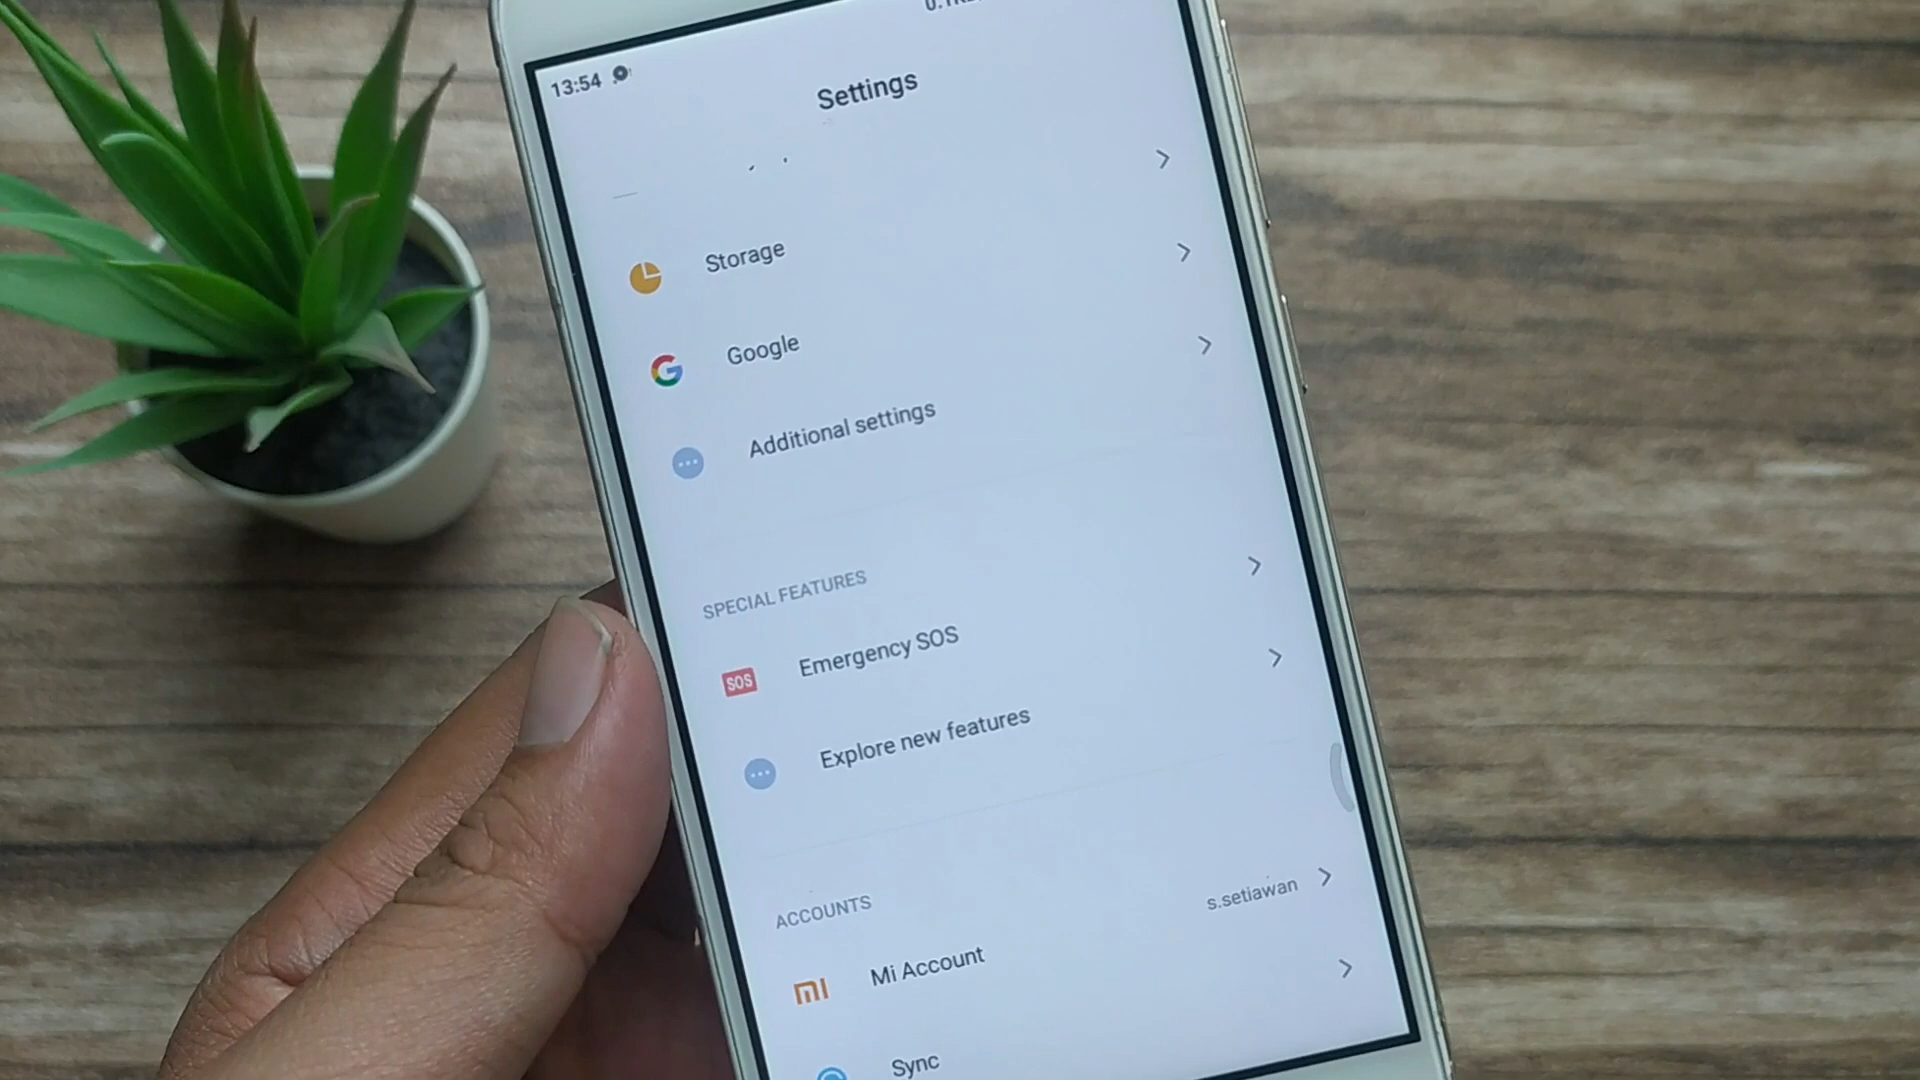 13:54
Settings
Storage
Google
Additional settings
SPECIAL FEATURES
SOS
Emergency SOS
Explore new features
ACCOUNTS
s.setiawan
Mi Account
Sync